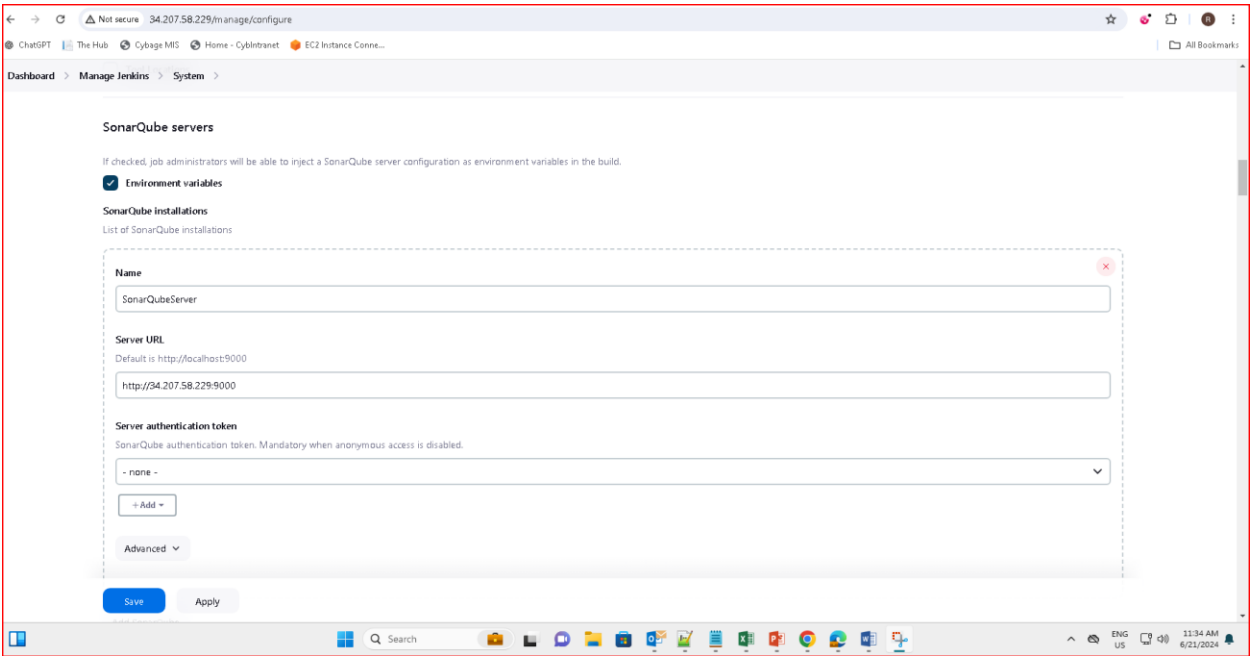 Not secure 34.207.58.229/manage/configure
R
ChatGPT The Hub Cybage MIS Home - CybIntranet EC2 Instance Conne... All Bookmarks
Dashboard > Manage Jenkins > System >
SonarQube servers
If checked, job administrators will be able to inject a SonarQube server configuration as environment variables in the build.
Environment variables
SonarQube installations
List of SonarQube installations
Name
SonarQubeServer
Server URL
Default is http://localhost:9000
http://34.207.58.229:9000
Server authentication token
SonarQube authentication token. Mandatory when anonymous access is disabled.
- none -
+ Add
Advanced
Save Apply
Search ENG 11:34 AM
US 6/21/2024